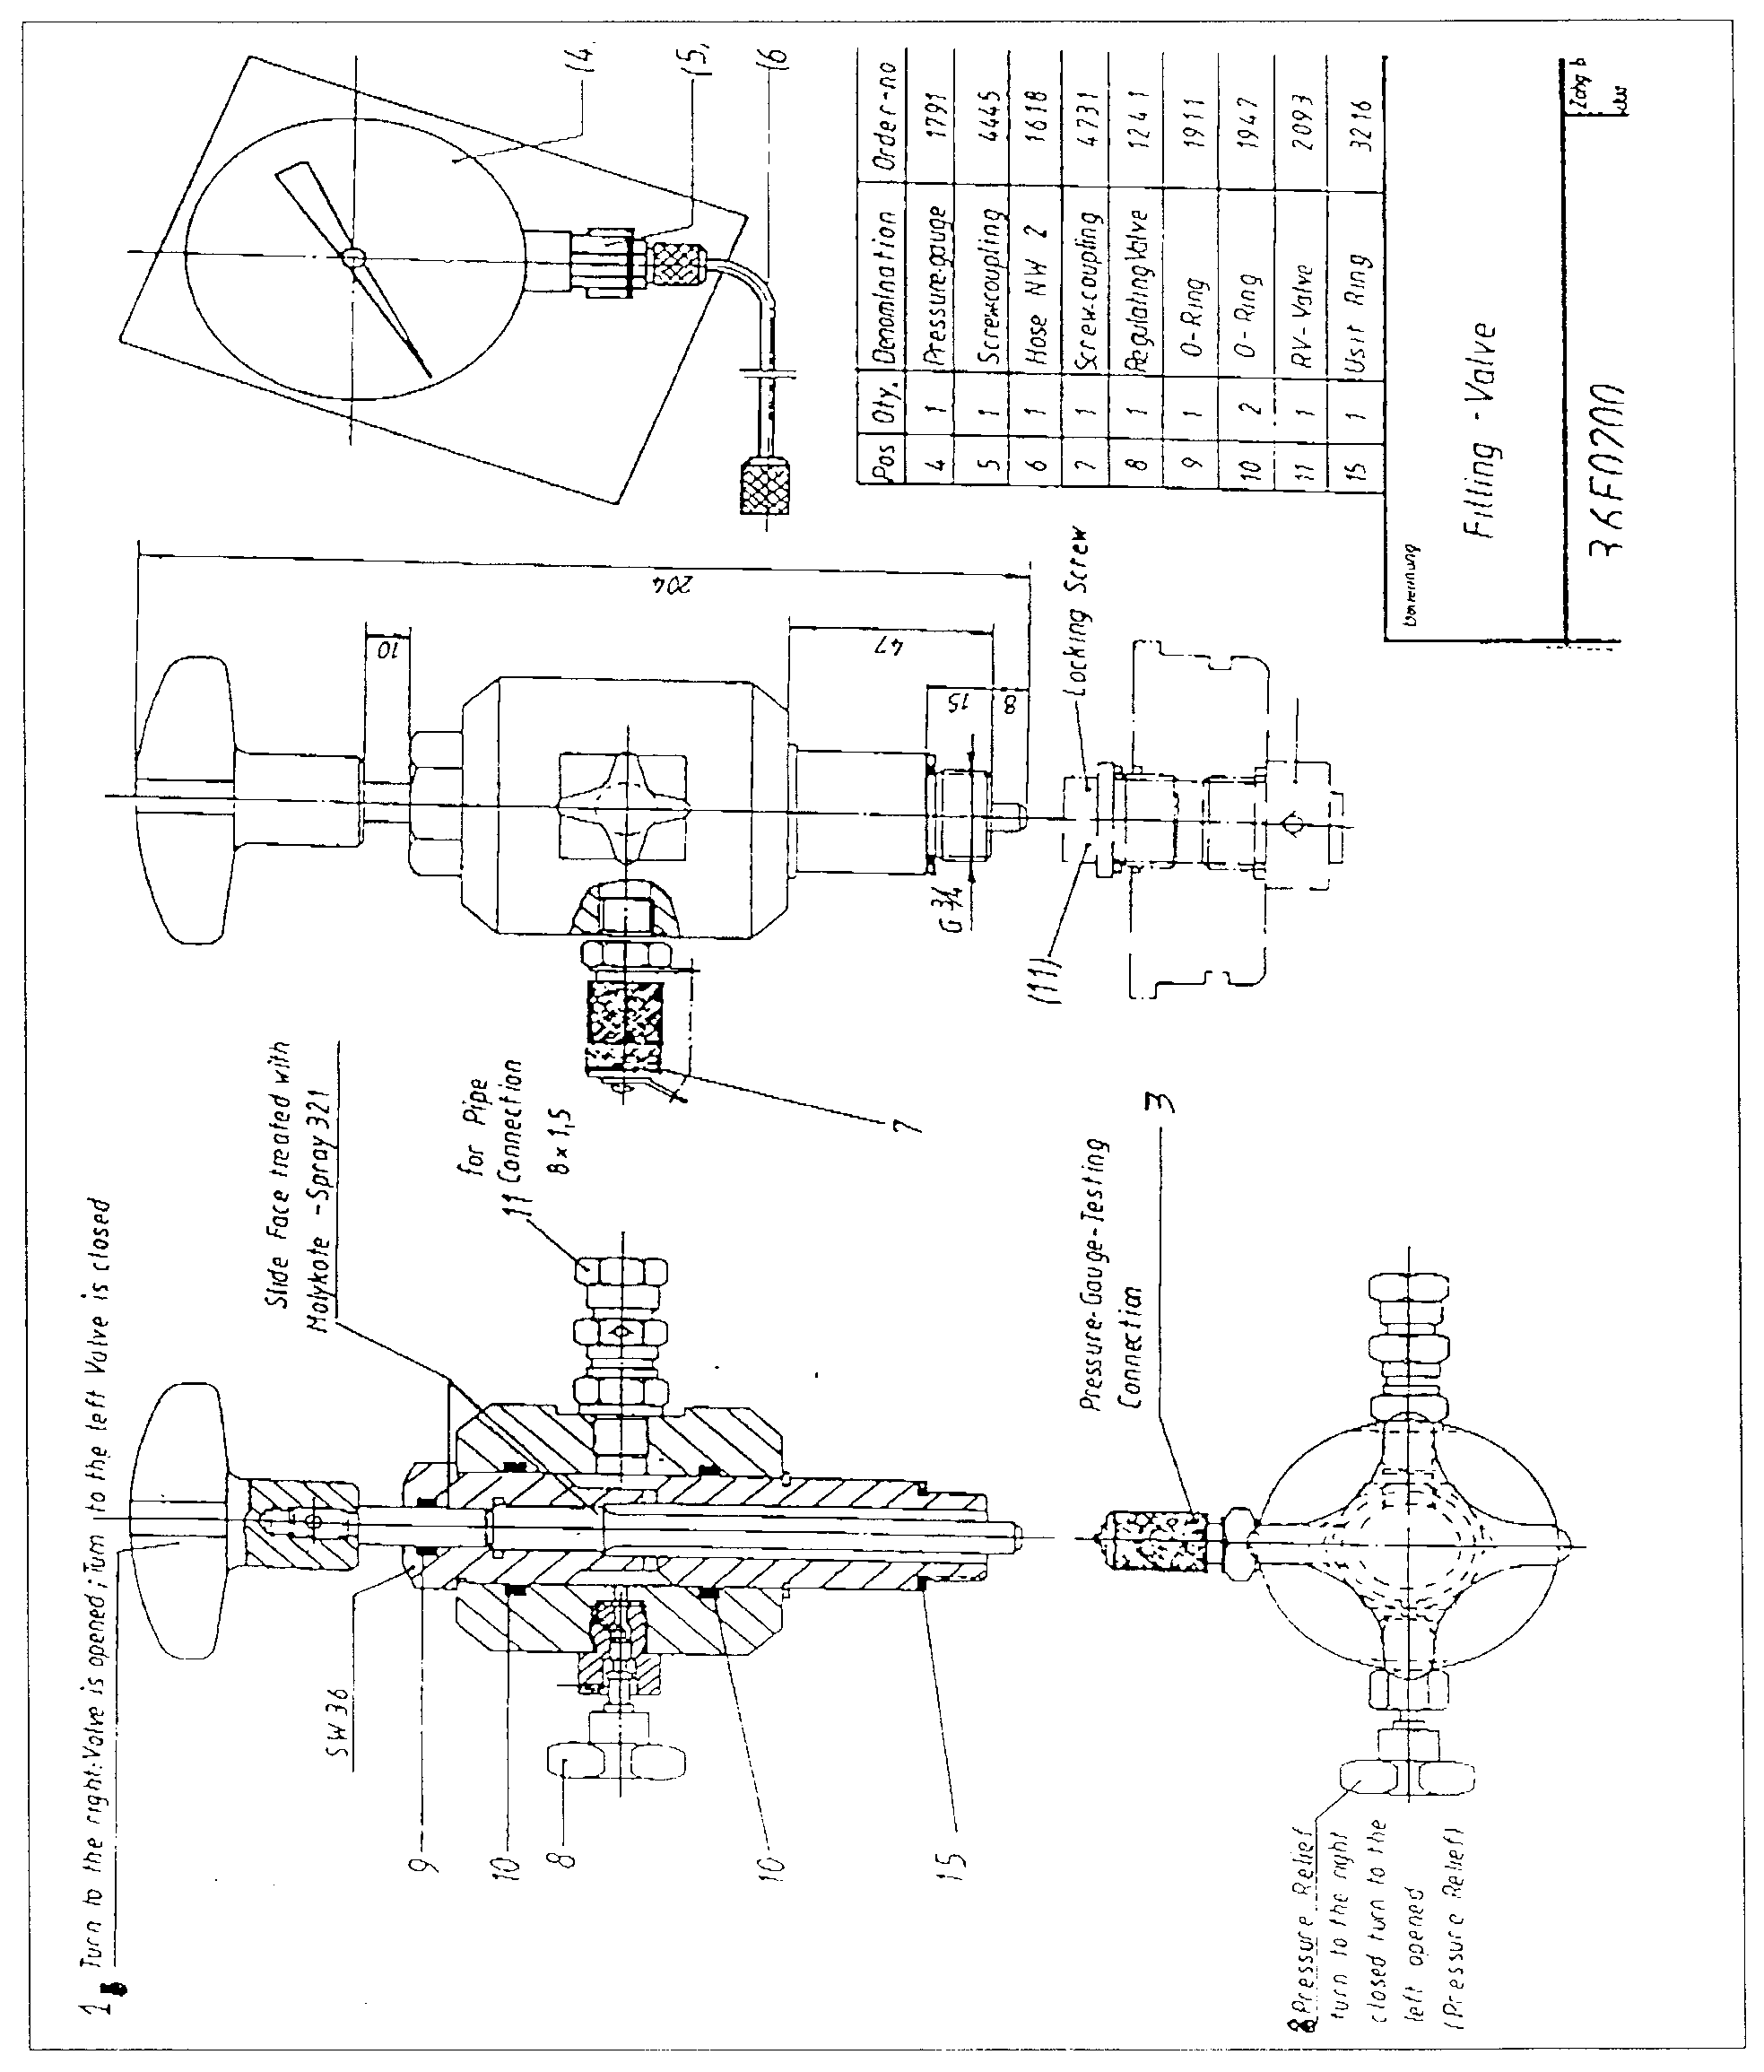 1
Turn to the right:Valve is opened; Turn to the left Valve is closed
Slide Face treated with
Molykote - Spray 321
for Pipe
11 Connection
8 x 1,5
SW 36
9
10
8
10
15
7
Pressure-Gauge-Testing
Connection
3
8 Pressure Relief
turn to the right
closed turn to the
left opened
(Pressure Relief)
10
204
47
15
8
G 3/4
(11)
Locking Screw
14
15
16
Pos Qty. Denomination Order-no
4 1 Pressure-gauge 1791
5 1 Screwcoupling 4445
6 1 Hose NW 2 1618
7 1 Screw-coupling 4731
8 1 Regulating Valve 1241
9 1 O-Ring 1911
10 2 O-Ring 1947
11 1 RV-Valve 2093
15 1 Usit Ring 3216
Filling - Valve